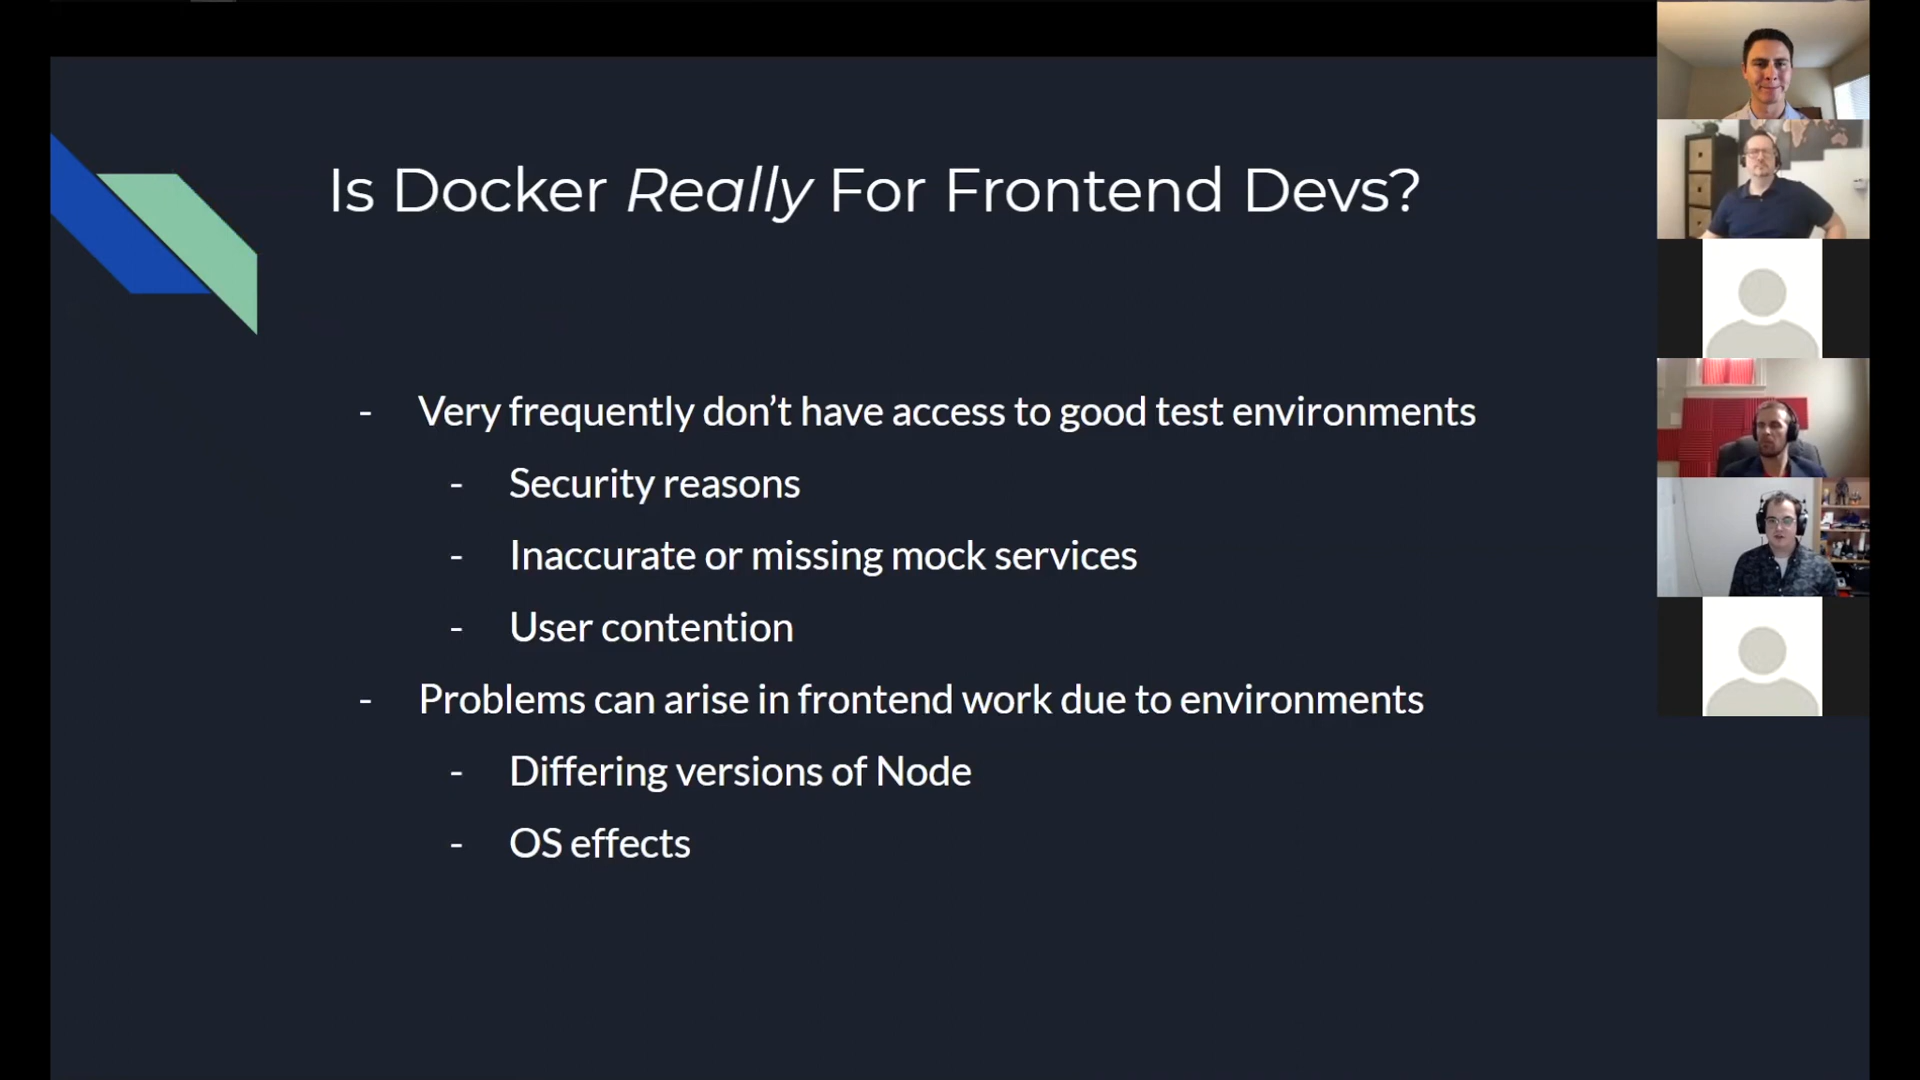 Is Docker Really For Frontend Devs?
- Very frequently don’t have access to good test environments
- Security reasons
- Inaccurate or missing mock services
- User contention
- Problems can arise in frontend work due to environments
- Differing versions of Node
- OS effects